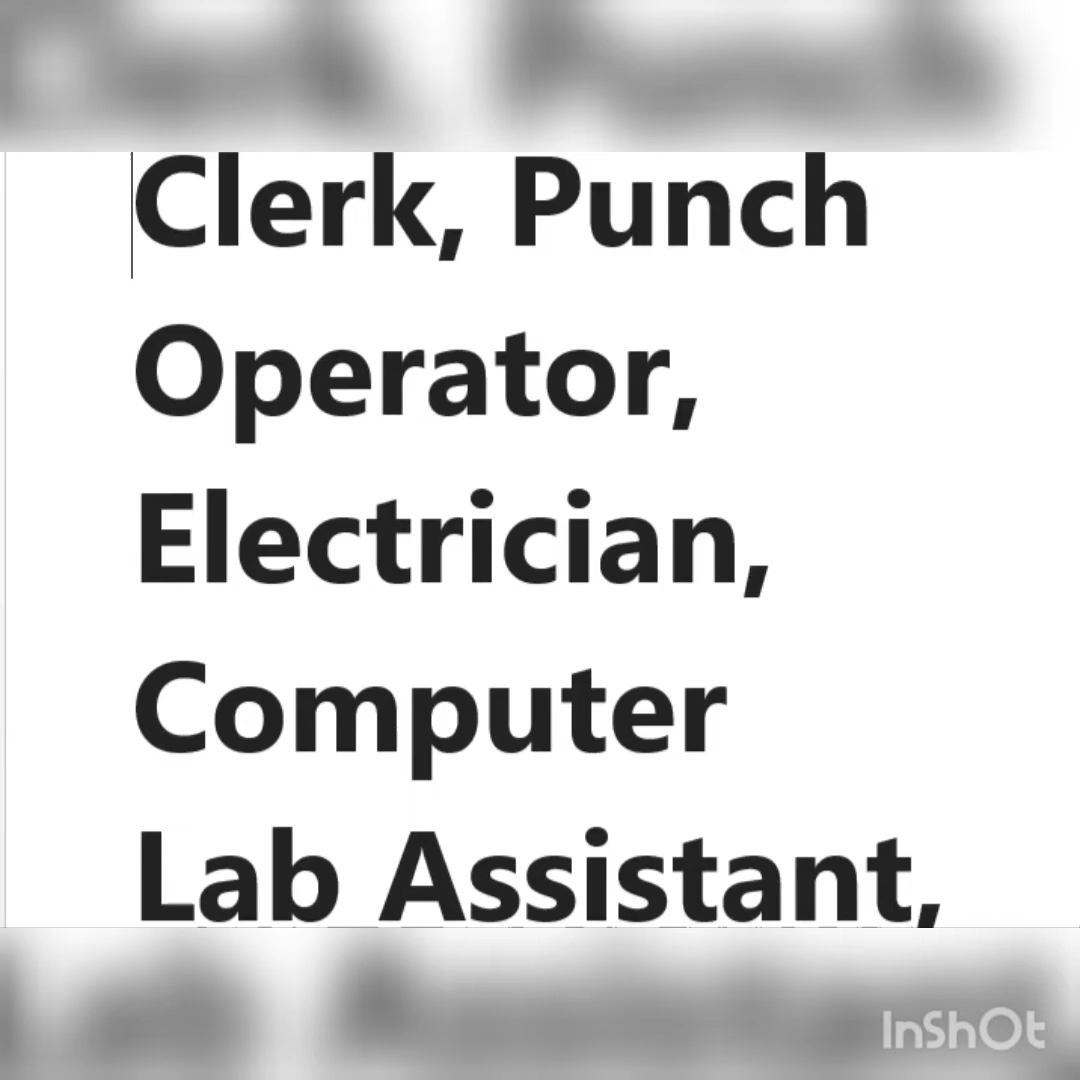 Clerk, Punch
Operator,
Electrician,
Computer
Lab Assistant,
InShOt